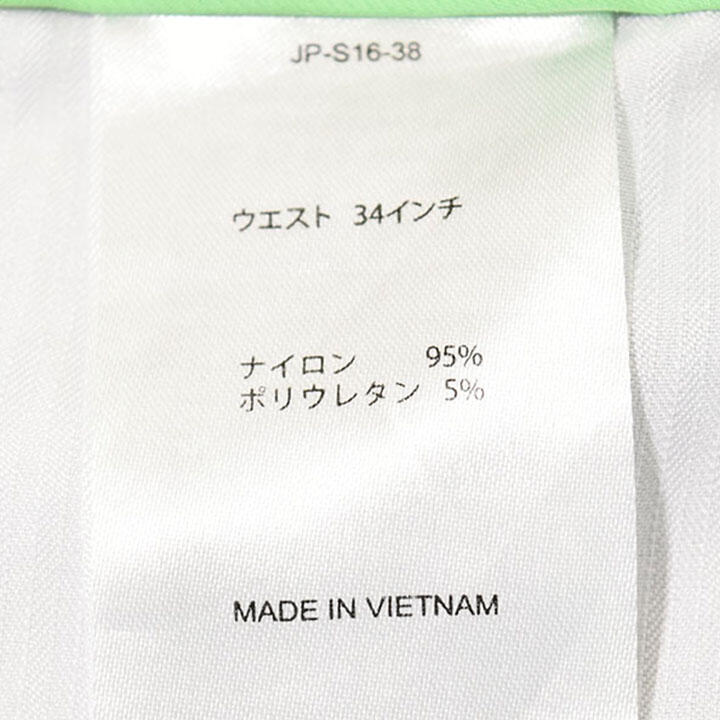 JP-S16-38
ウエスト 34インチ
ナイロン 95%
ポリウレタン 5%
MADE IN VIETNAM